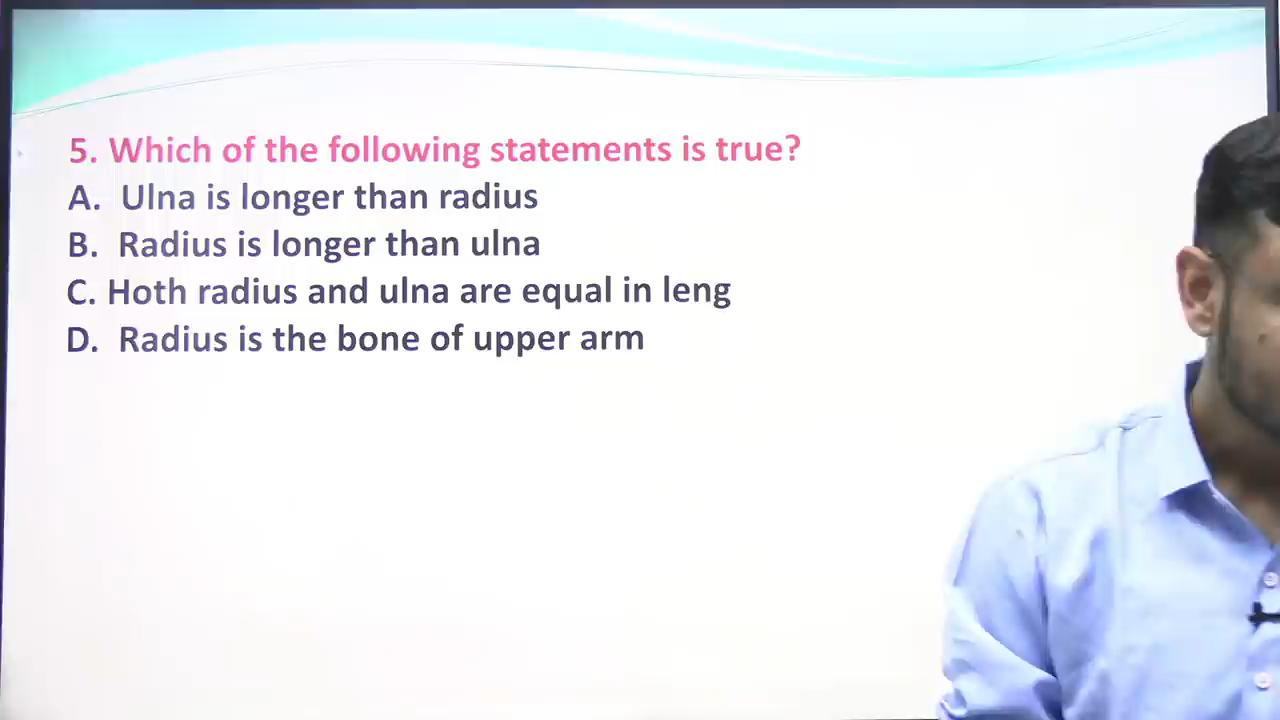 5. Which of the following statements is true?
A. Ulna is longer than radius
B. Radius is longer than ulna
C. Hoth radius and ulna are equal in leng
D. Radius is the bone of upper arm